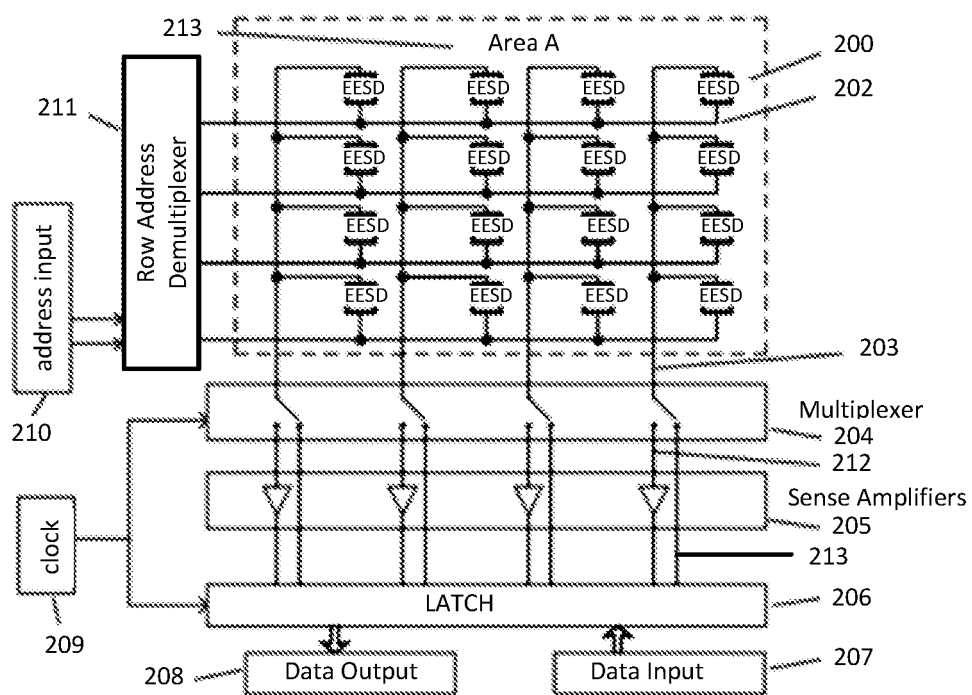 213
Area A
200
EESD EESD EESD EESD
202
211
Row Address
Demultiplexer
EESD EESD EESD EESD
EESD EESD EESD EESD
address input
EESD EESD EESD EESD
203
210
Multiplexer
204
212
Sense Amplifiers
205
clock
213
LATCH
206
209
208
Data Output
Data Input
207